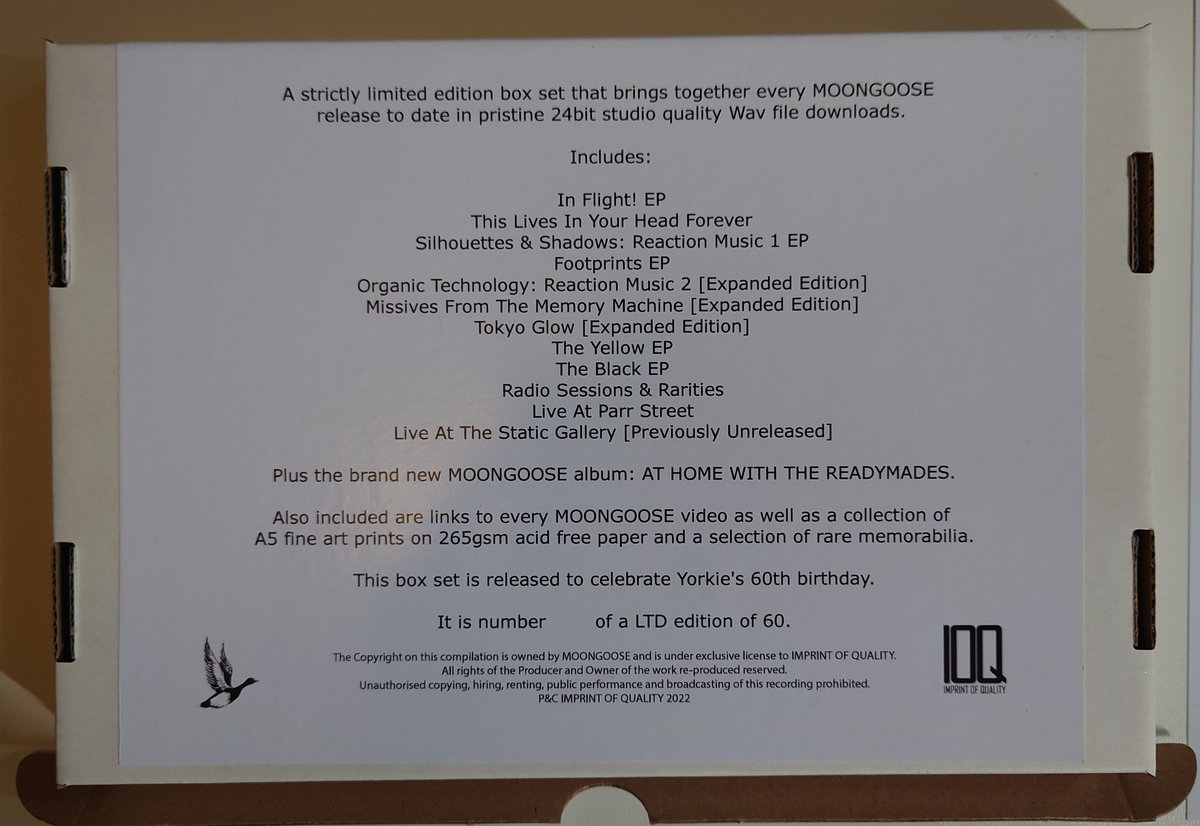 A strictly limited edition box set that brings together every MOONGOOSE
release to date in pristine 24bit studio quality Wav file downloads.
Includes:
In Flight! EP
This Lives In Your Head Forever
Silhouettes & Shadows: Reaction Music 1 EP
Footprints EP
Organic Technology: Reaction Music 2 [Expanded Edition]
Missives From The Memory Machine [Expanded Edition]
Tokyo Glow [Expanded Edition]
The Yellow EP
The Black EP
Radio Sessions & Rarities
Live At Parr Street
Live At The Static Gallery [Previously Unreleased]
Plus the brand new MOONGOOSE album: AT HOME WITH THE READYMADES.
Also included are links to every MOONGOOSE video as well as a collection of
A5 fine art prints on 265gsm acid free paper and a selection of rare memorabilia.
This box set is released to celebrate Yorkie's 60th birthday.
It is number of a LTD edition of 60.
The Copyright on this compilation is owned by MOONGOOSE and is under exclusive license to IMPRINT OF QUALITY.
All rights of the Producer and Owner of the work re-produced reserved.
Unauthorised copying, hiring, renting, public performance and broadcasting of this recording prohibited.
P&C IMPRINT OF QUALITY 2022
IOQ
IMPRINT OF QUALITY